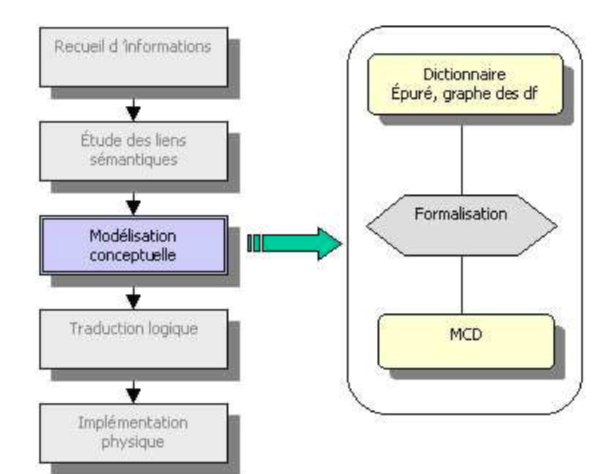 Recueil d 'informations
Étude des liens
sémantiques
Modélisation
conceptuelle
Traduction logique
Implémentation
physique
Dictionnaire
Épuré, graphe des df
Formalisation
MCD